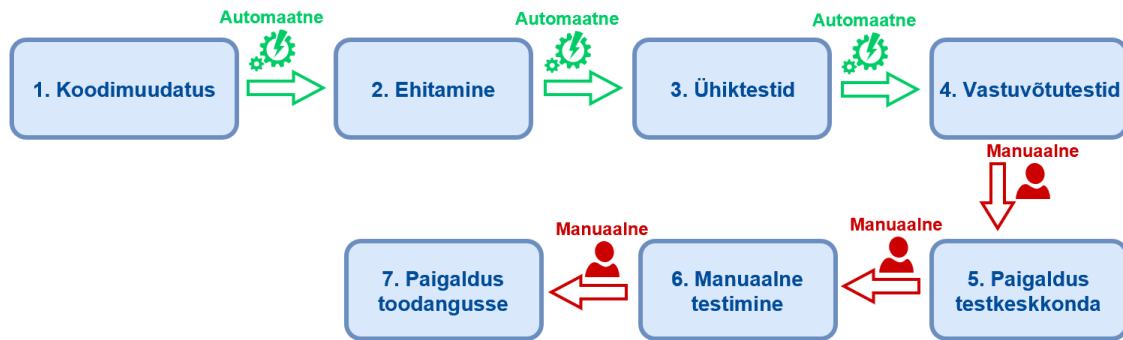 Automaatne
Automaatne
Automaatne
1. Koodimuudatus
2. Ehitamine
3. Ühiktestid
4. Vastuvõtutestid
Manuaalne
Manuaalne
Manuaalne
5. Paigaldus
testkeskkonda
6. Manuaalne
testimine
7. Paigaldus
toodangusse